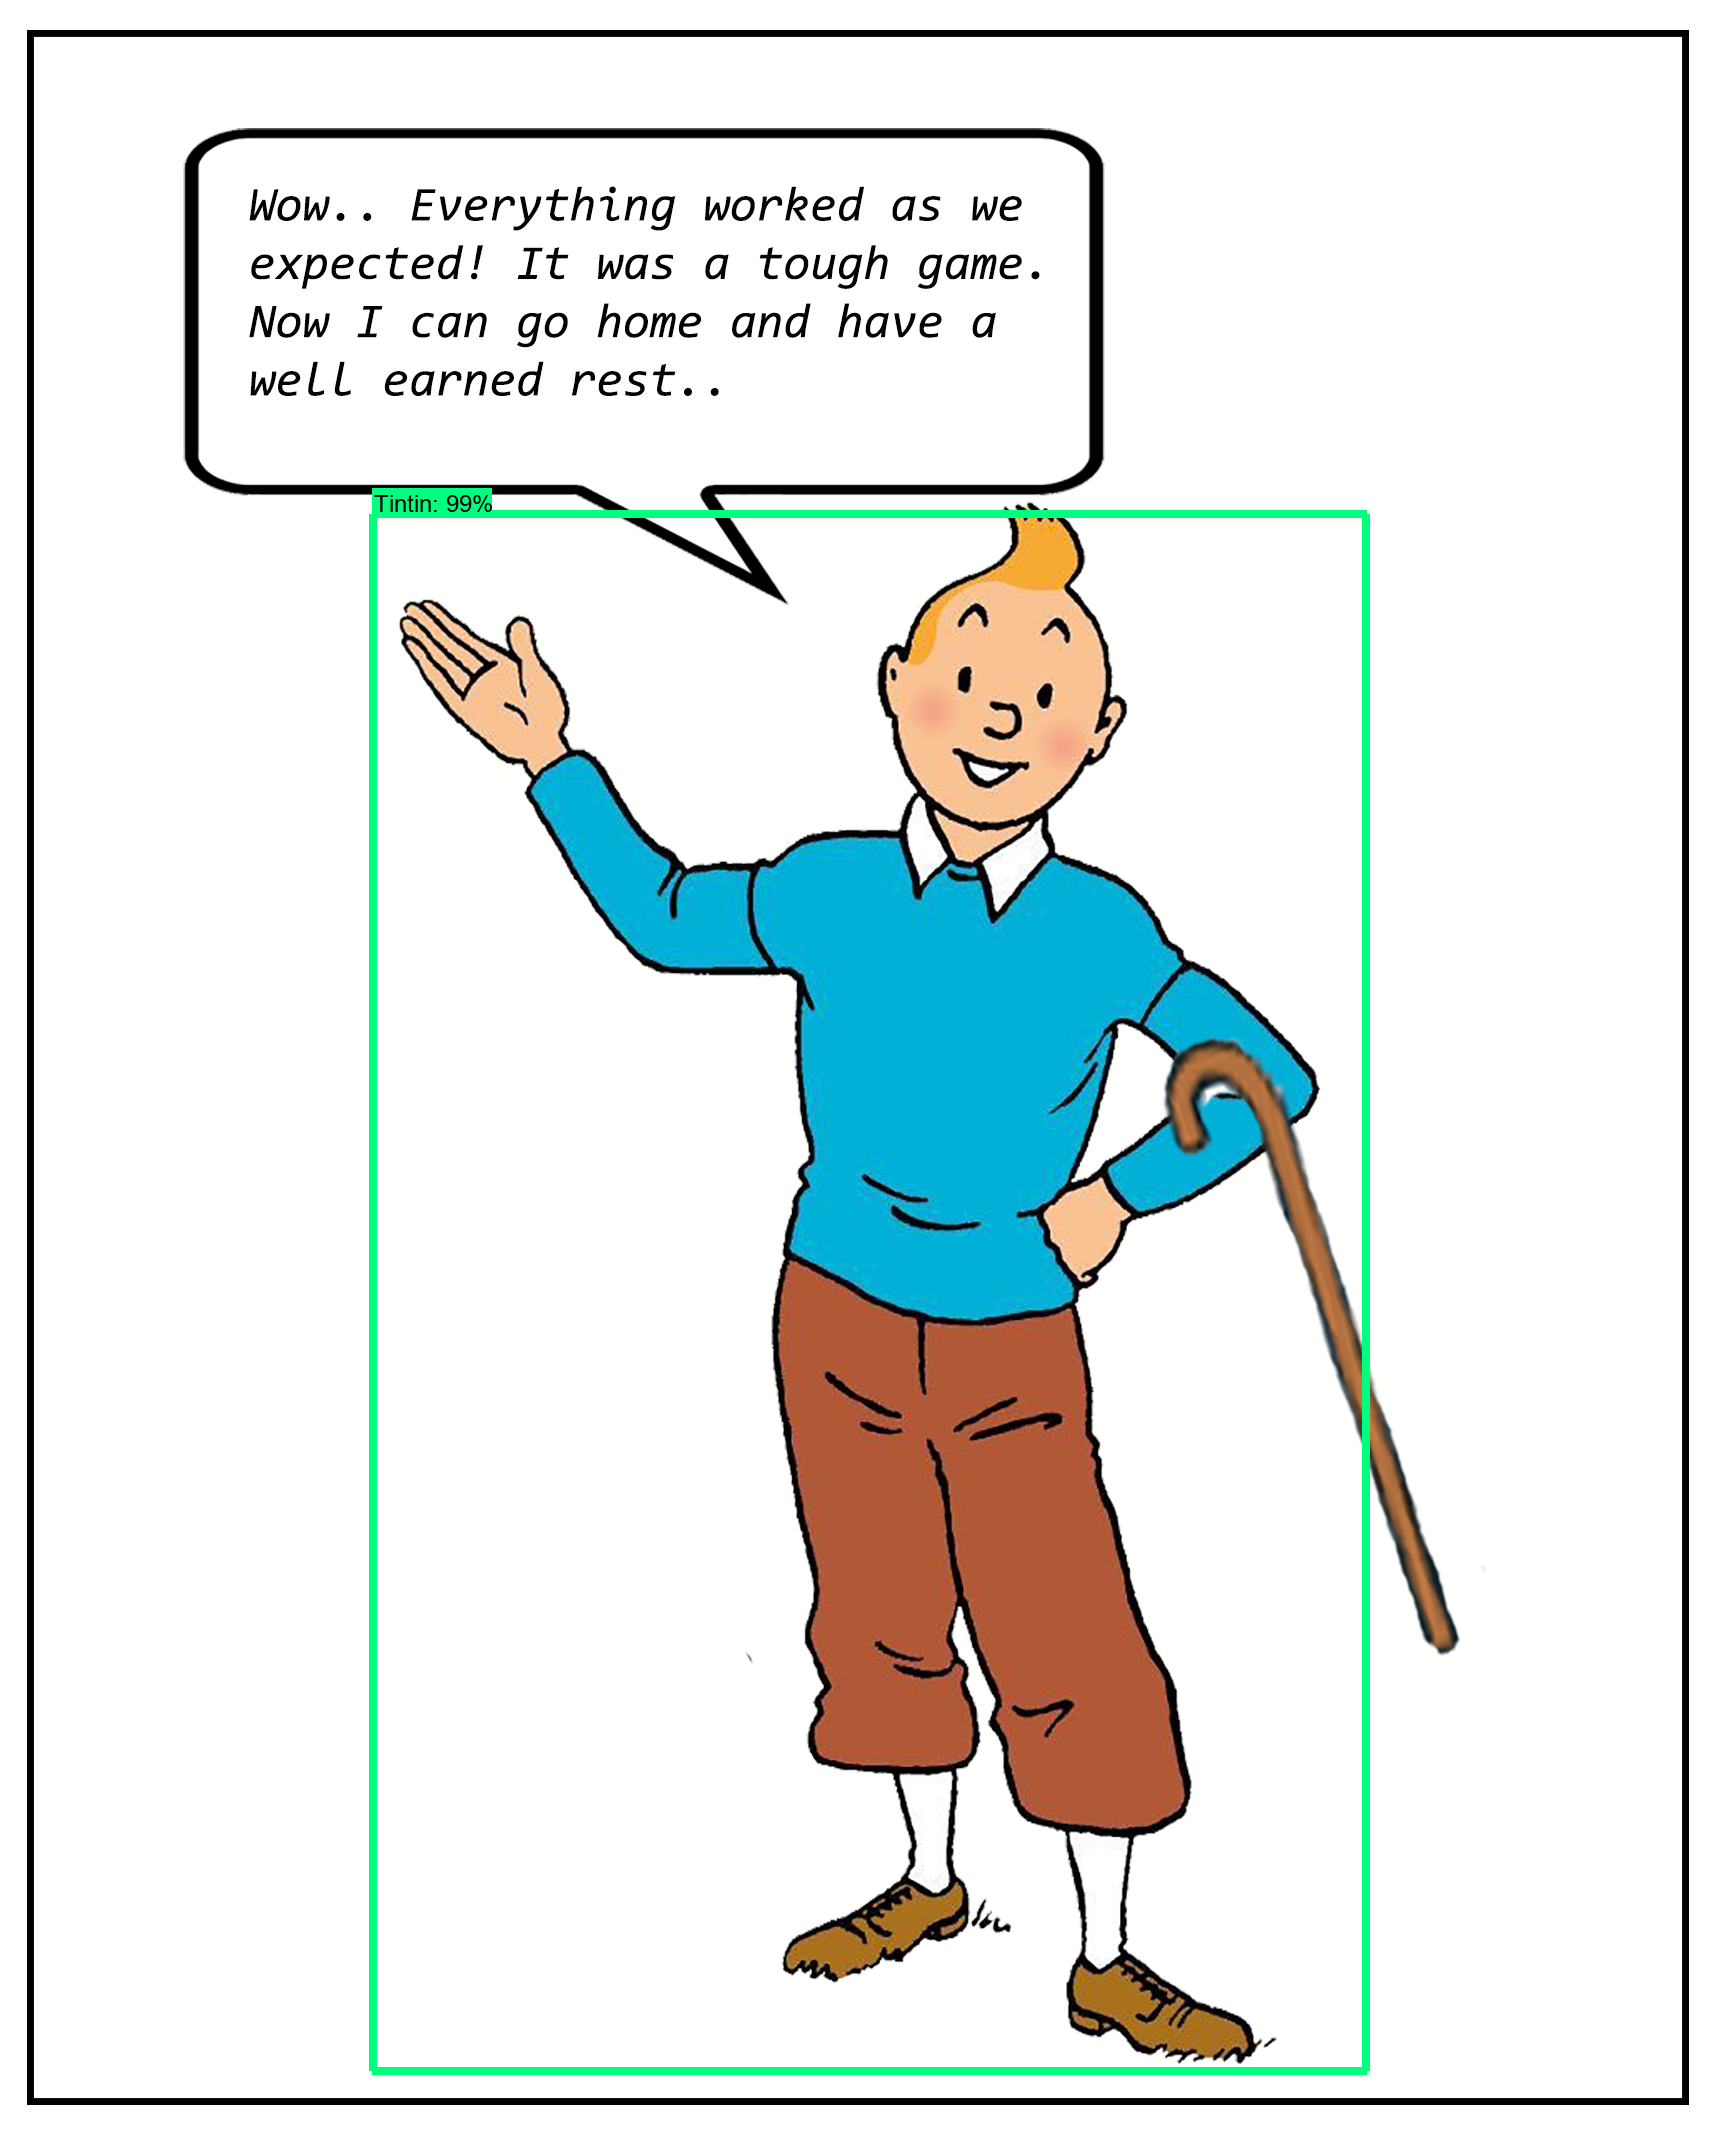 Wow.. Everything worked as we
expected! It was a tough game.
Now I can go home and have a
well earned rest..
Tintin: 99%